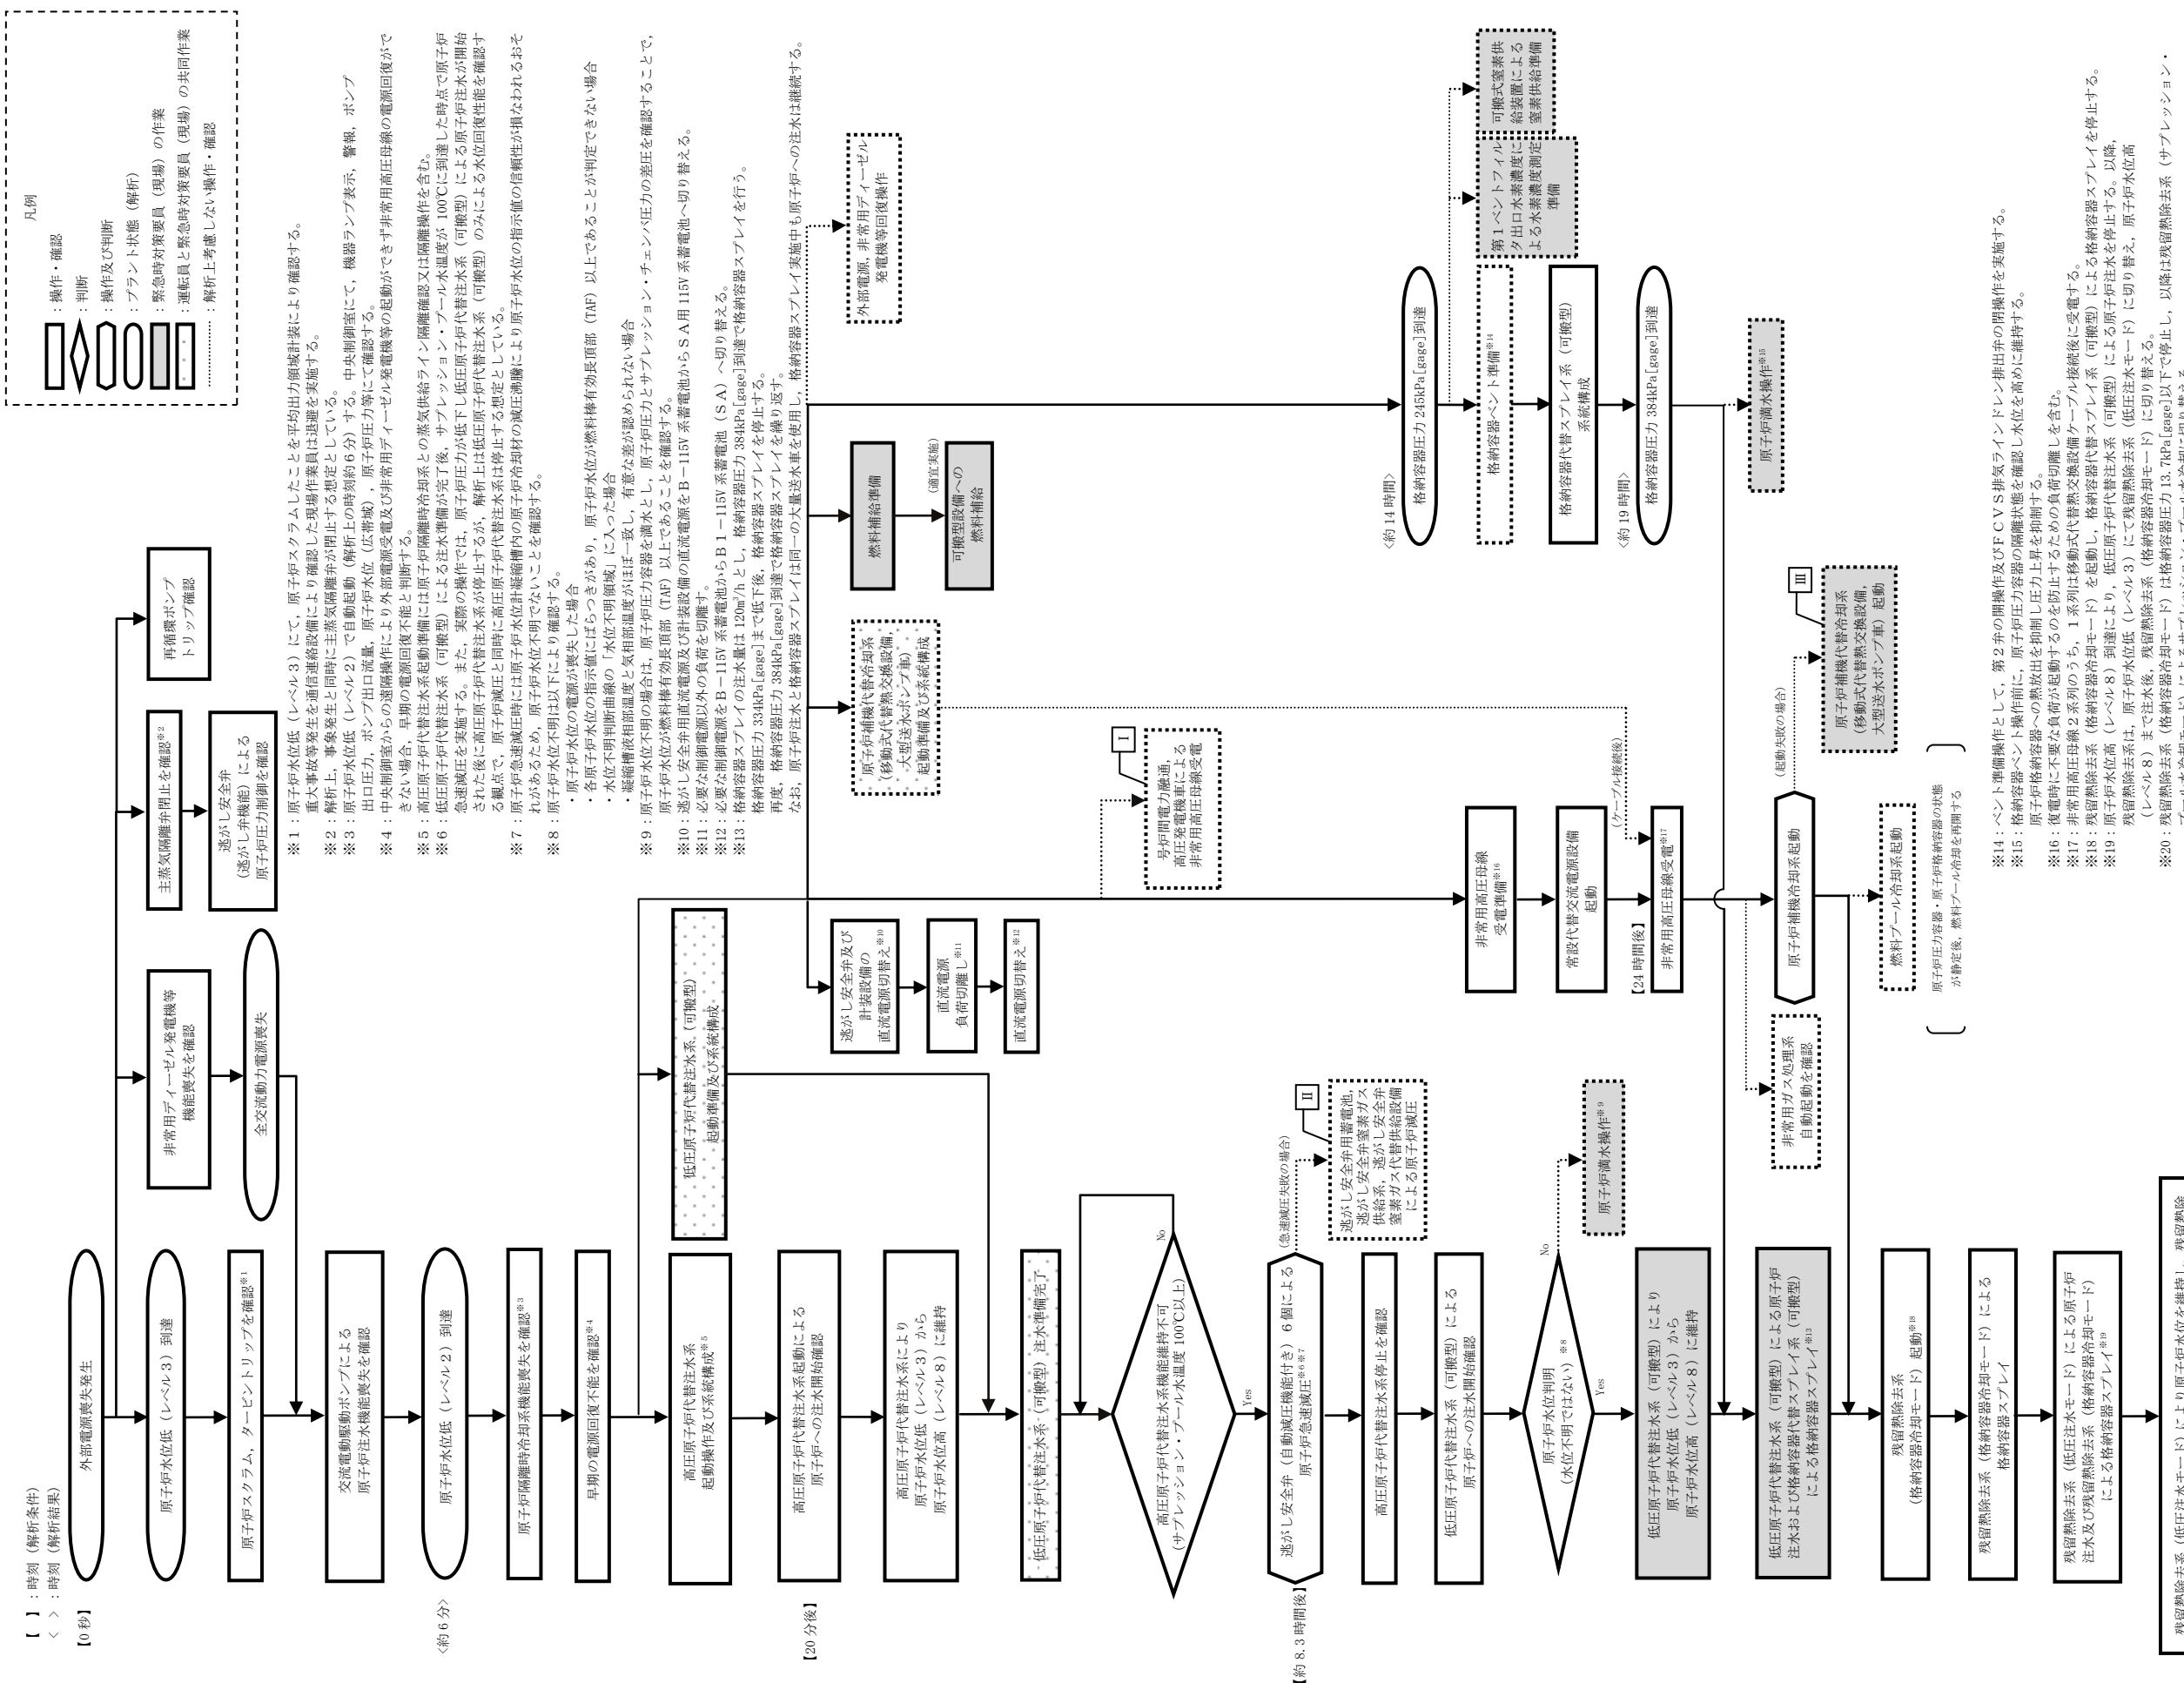 【　】：時刻（解析条件）
＜　＞：時刻（解析結果）
【0秒】
外部電源喪失発生
原子炉水位低（レベル3）到達
原子炉スクラム，タービントリップを確認※1
交流電動駆動ポンプによる
原子炉注水機能喪失を確認
<約6分>
原子炉水位低（レベル2）到達
原子炉隔離時冷却系機能喪失を確認※3
早期の電源回復不能を確認※4
高圧原子炉代替注水系
起動操作及び系統構成※5
【20分後】
高圧原子炉代替注水系起動による
原子炉への注水開始確認
高圧原子炉代替注水系により
原子炉水位低（レベル3）から
原子炉水位高（レベル8）に維持
低圧原子炉代替注水系（可搬型）注水準備完了
高圧原子炉代替注水系機能維持不可
（サプレッション・プール水温度100℃以上）
No
Yes
【約8.3時間後】
逃がし安全弁（自動減圧機能付き）6個による
原子炉急速減圧※6※7
（急速減圧失敗の場合）
Ⅱ
逃がし安全弁用蓄電池，
逃がし安全弁窒素ガス
供給系，逃がし安全弁
窒素ガス代替供給設備
による原子炉減圧
高圧原子炉代替注水系停止を確認
低圧原子炉代替注水系（可搬型）による
原子炉への注水開始確認
原子炉水位判明
（水位不明ではない）※8
No
Yes
原子炉満水操作※9
低圧原子炉代替注水系（可搬型）により
原子炉水位低（レベル3）から
原子炉水位高（レベル8）に維持
低圧原子炉代替注水系（可搬型）による原子炉
注水および格納容器代替スプレイ系（可搬型）
による格納容器スプレイ※13
残留熱除去系
（格納容器冷却モード）起動※18
残留熱除去系（格納容器冷却モード）による
格納容器スプレイ
残留熱除去系（低圧注水モード）による原子炉
注水及び残留熱除去系（格納容器冷却モード）
による格納容器スプレイ※19
残留熱除去系（低圧注水モード）により原子炉水位を維持し，残留熱除
非常用ディーゼル発電機等
機能喪失を確認
全交流動力電源喪失
主蒸気隔離弁閉止を確認※2
逃がし安全弁
（逃がし弁機能）による
原子炉圧力制御を確認
再循環ポンプ
トリップ確認
低圧原子炉代替注水系（可搬型）
起動準備及び系統構成
逃がし安全弁及び
計装設備の
直流電源切替え※10
直流電源
負荷切離し※11
直流電源切替え※12
原子炉補機代替冷却系
（移動式代替熱交換設備，
大型送水ポンプ車）
起動準備及び系統構成
燃料補給準備
（適宜実施）
可搬型設備への
燃料補給
外部電源，非常用ディーゼル
発電機等回復操作
Ⅰ
号炉間電力融通，
高圧発電機車による
非常用高圧母線受電
非常用高圧母線
受電準備※16
常設代替交流電源設備
起動
（ケーブル接続後）
【24時間後】
非常用高圧母線受電※17
原子炉補機冷却系起動
（起動失敗の場合）
Ⅲ
原子炉補機代替冷却系
（移動式代替熱交換設備，
大型送水ポンプ車）起動
非常用ガス処理系
自動起動を確認
燃料プール冷却系起動
原子炉圧力容器・原子炉格納容器の状態
が静定後，燃料プール冷却を再開する
<約14時間>
格納容器圧力245kPa[gage]到達
格納容器ベント準備※14
格納容器代替スプレイ系（可搬型）
系統構成
<約19時間>
格納容器圧力384kPa[gage]到達
原子炉満水操作※15
第1ベントフィル
タ出口水素濃度に
よる水素濃度測定
準備
可搬式窒素供
給装置による
窒素供給準備
凡例
：操作・確認
：判断
：操作及び判断
：プラント状態（解析）
：緊急時対策要員（現場）の作業
：運転員と緊急時対策要員（現場）の共同作業
：解析上考慮しない操作・確認
※1：原子炉水位低（レベル3）にて，原子炉スクラムしたことを平均出力領域計装により確認する。
重大事故等発生を通信連絡設備により確認した現場作業員は退避を実施する。
※2：解析上，事象発生と同時に主蒸気隔離弁が閉止する想定としている。
※3：原子炉水位低（レベル2）で自動起動（解析上の時刻約6分）する。中央制御室にて，機器ランプ表示，警報，ポンプ
出口圧力，ポンプ出口流量，原子炉水位（広帯域），原子炉圧力等にて確認する。
※4：中央制御室からの遠隔操作により外部電源受電及び非常用ディーゼル発電機等の起動ができず非常用高圧母線の電源回復がで
きない場合，早期の電源回復不能と判断する。
※5：高圧原子炉代替注水系起動準備には原子炉隔離時冷却系との蒸気供給ライン隔離確認又は隔離操作を含む。
※6：低圧原子炉代替注水系（可搬型）による注水準備が完了後，サプレッション・プール水温度が100℃に到達した時点で原子炉
急速減圧を実施する。また，実際の操作では，原子炉圧力が低下し低圧原子炉代替注水系（可搬型）による原子炉注水が開始
された後に高圧原子炉代替注水系が停止するが，解析上は低圧原子炉代替注水系（可搬型）のみによる水位回復性能を確認す
る観点で，原子炉減圧と同時に高圧原子炉代替注水系は停止する想定としている。
※7：原子炉急速減圧時には原子炉水位計凝縮槽内の原子炉冷却材の減圧沸騰により原子炉水位の指示値の信頼性が損なわれるおそ
れがあるため，原子炉水位不明でないことを確認する。
※8：原子炉水位不明は以下により確認する。
・原子炉水位の電源が喪失した場合
・各原子炉水位の指示値にばらつきがあり，原子炉水位が燃料棒有効長頂部（TAF）以上であることが判定できない場合
・水位不明判断曲線の「水位不明領域」に入った場合
・凝縮槽液相部温度と気相部温度がほぼ一致し，有意な差が認められない場合
※9：原子炉水位不明の場合は，原子炉圧力容器を満水とし，原子炉圧力とサプレッション・チェンバ圧力の差圧を確認することで，
原子炉水位が燃料棒有効長頂部（TAF）以上であることを確認する。
※10：逃がし安全弁用直流電源及び計装設備の直流電源をB－115V系蓄電池からSA用115V系蓄電池へ切り替える。
※11：必要な制御電源以外の負荷を切離す。
※12：必要な制御電源をB－115V系蓄電池からB1－115V系蓄電池（SA）へ切り替える。
※13：格納容器スプレイの注水量は120m³/hとし，格納容器圧力384kPa[gage]到達で格納容器スプレイを行う。
格納容器圧力334kPa[gage]まで低下後，格納容器スプレイを停止する。
再度，格納容器圧力384kPa[gage]到達で格納容器スプレイを繰り返す。
なお，原子炉注水と格納容器スプレイは同一の大量送水車を使用し，格納容器スプレイ実施中も原子炉への注水は継続する。
※14：ベント準備操作として，第2弁の開操作及びFCVS排気ラインドレン排出弁の閉操作を実施する。
※15：格納容器ベント操作前に，原子炉圧力容器の隔離状態を確認し水位を高めに維持する。
原子炉格納容器への熱放出を抑制し圧力上昇を抑制する。
※16：復電時に不要な負荷が起動するのを防止するための負荷切離しを含む。
※17：非常用高圧母線2系列のうち，1系列は移動式代替熱交換設備ケーブル接続後に受電する。
※18：残留熱除去系（格納容器冷却モード）を起動し，格納容器代替スプレイ系（可搬型）による格納容器スプレイを停止する。
※19：原子炉水位高（レベル8）到達により，低圧原子炉代替注水系（可搬型）による原子炉注水を停止する。以降，
残留熱除去系は，原子炉水位低（レベル3）にて残留熱除去系（低圧注水モード）に切り替え，原子炉水位高
（レベル8）まで注水後，残留熱除去系（格納容器冷却モード）に切り替える。
※20：残留熱除去系（格納容器冷却モード）は格納容器圧力13.7kPa[gage]以下で停止し，以降は残留熱除去系（サプレッション・